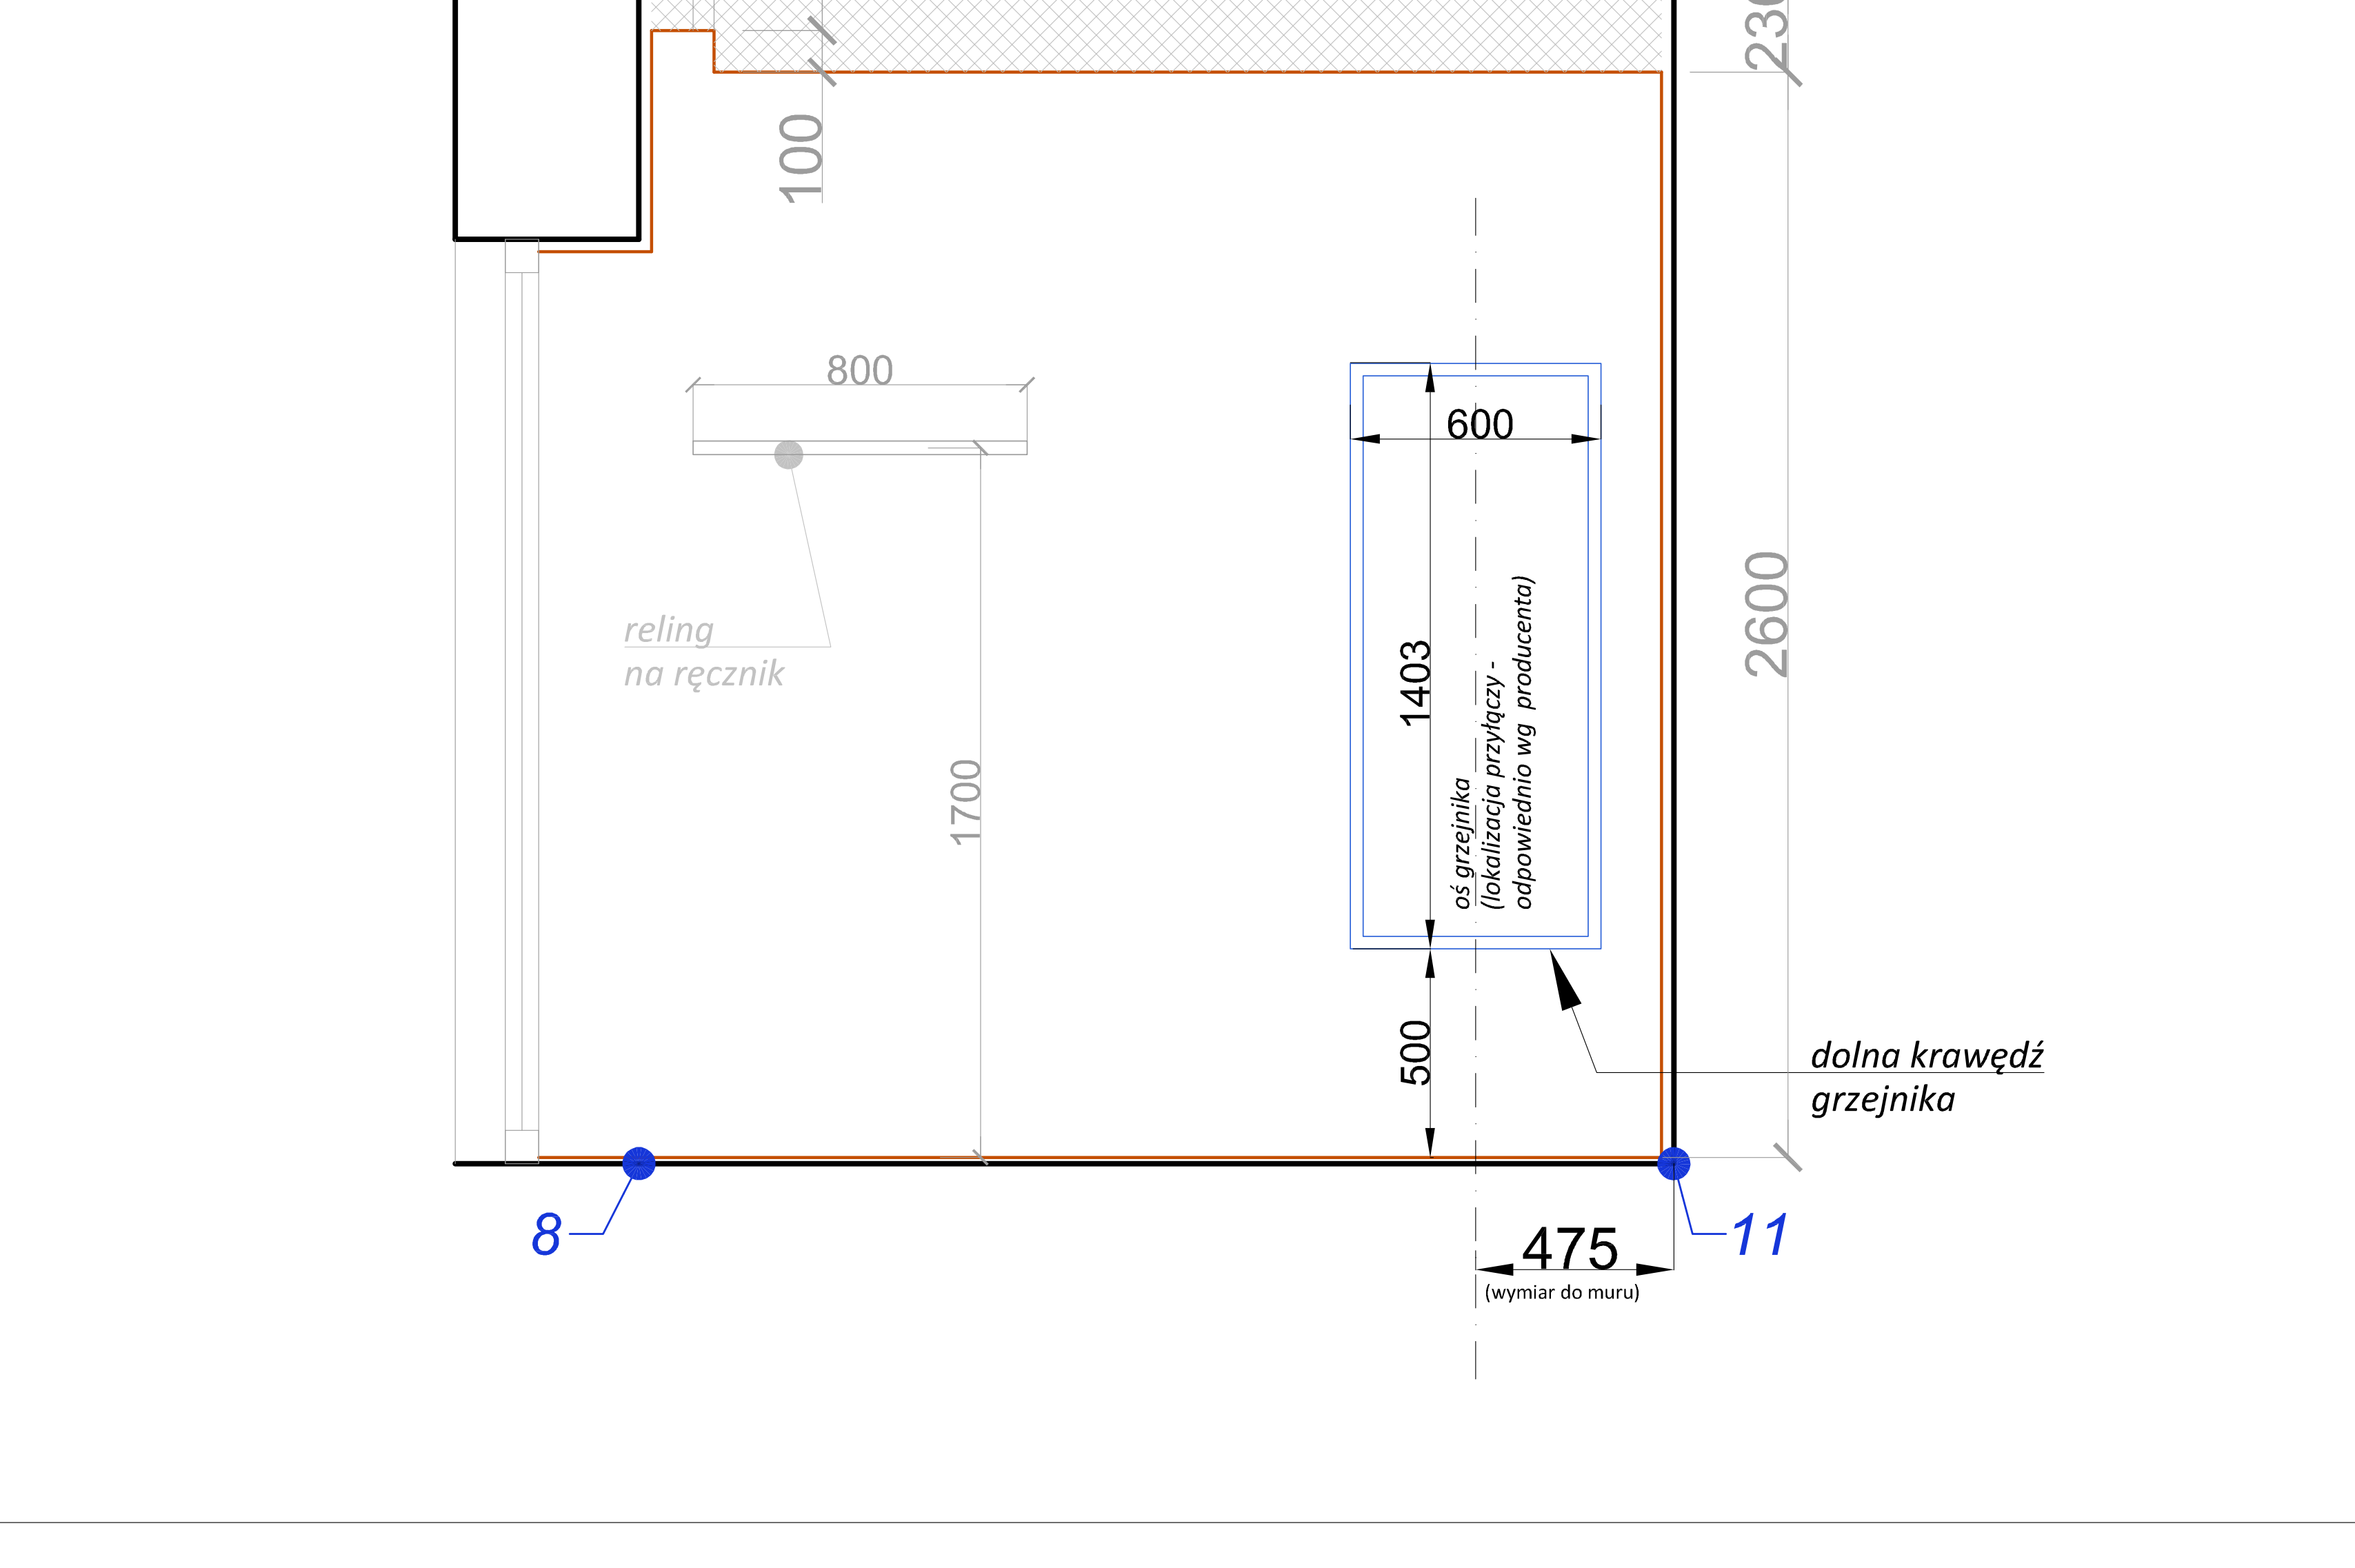 100
800
600
reling
na ręcznik
1700
1403
oś grzejnika
(lokalizacja przyłączy -
odpowiednio wg producenta)
2600
500
dolna krawędź
grzejnika
8
11
475
(wymiar do muru)